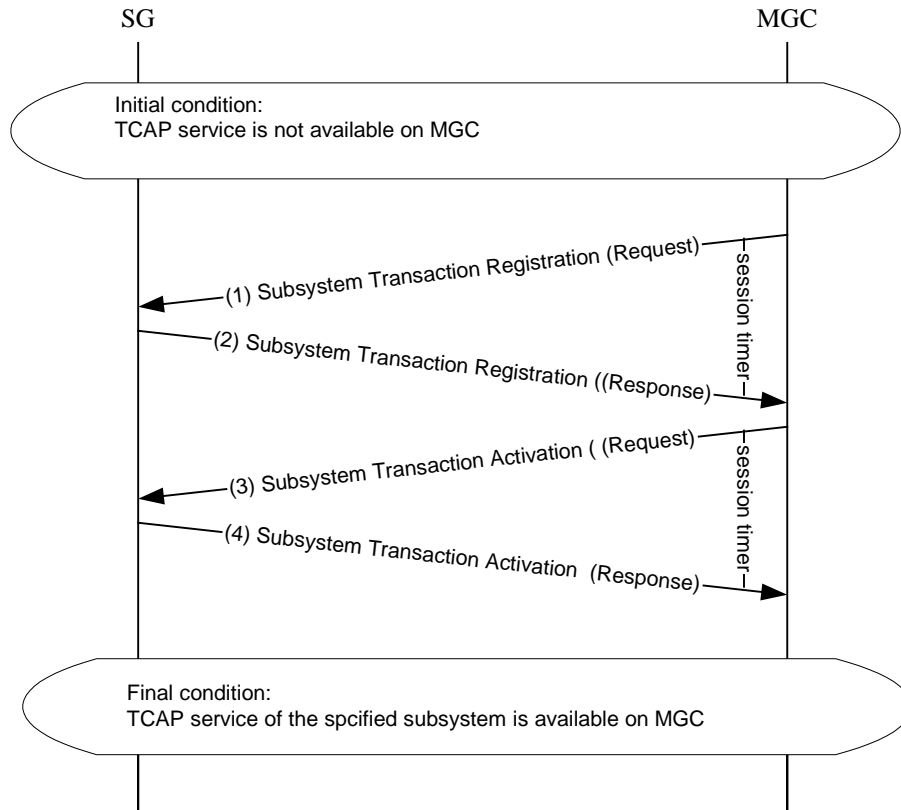 SG
MGC
Initial condition:
TCAP service is not available on MGC
(1) Subsystem Transaction Registration (Request)
session timer
(2) Subsystem Transaction Registration ((Response)
(3) Subsystem Transaction Activation ( (Request)
session timer
(4) Subsystem Transaction Activation (Response)
Final condition:
TCAP service of the spcified subsystem is available on MGC